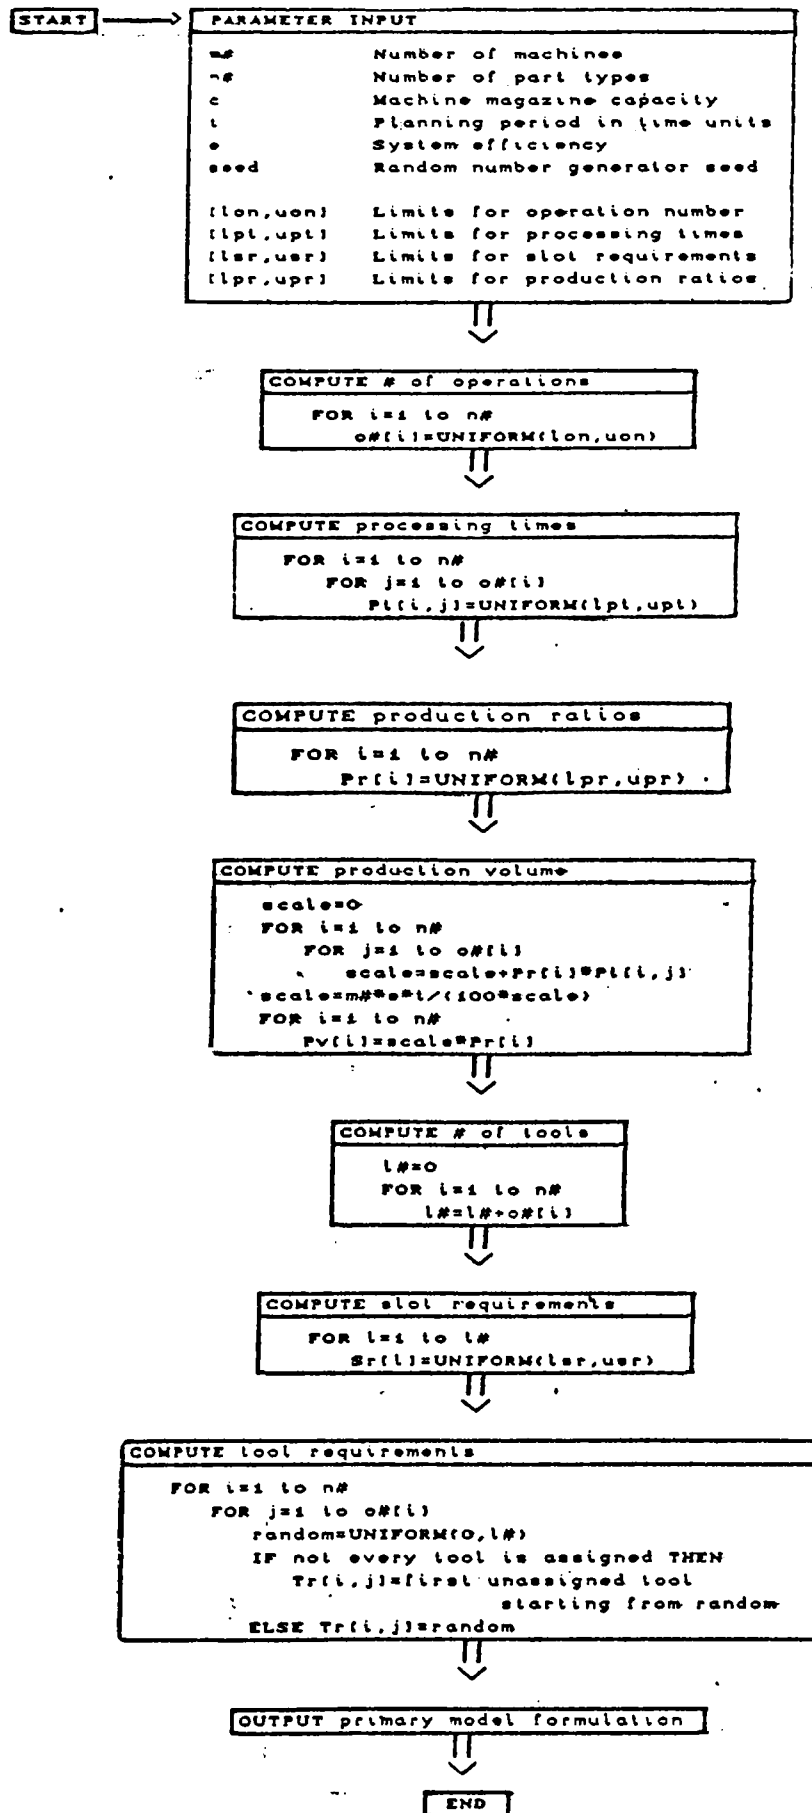 START
PARAMETER INPUT
m# Number of machines
n# Number of part types
c Machine magazine capacity
t Planning period in time units
e System efficiency
seed Random number generator seed
[lon,uon] Limits for operation number
[lpt,upt] Limits for processing times
[lsr,usr] Limits for slot requirements
[lpr,upr] Limits for production ratios
COMPUTE # of operations
FOR i=1 to n#
o#[i]=UNIFORM(lon,uon)
COMPUTE processing times
FOR i=1 to n#
FOR j=1 to o#[i]
Pt[i,j]=UNIFORM(lpt,upt)
COMPUTE production ratios
FOR i=1 to n#
Pr[i]=UNIFORM(lpr,upr)
COMPUTE production volume
scale=0
FOR i=1 to n#
FOR j=1 to o#[i]
scale=scale+Pr[i]*Pt[i,j]
scale=m#*e*t/(100*scale)
FOR i=1 to n#
Pv[i]=scale*Pr[i]
COMPUTE # of tools
l#=0
FOR i=1 to n#
l#=l#+o#[i]
COMPUTE slot requirements
FOR l=1 to l#
Sr[l]=UNIFORM(lsr,usr)
COMPUTE tool requirements
FOR i=1 to n#
FOR j=1 to o#[i]
random=UNIFORM(0,l#)
IF not every tool is assigned THEN
Tr[i,j]=first unassigned tool
starting from random
ELSE Tr[i,j]=random
OUTPUT primary model formulation
END